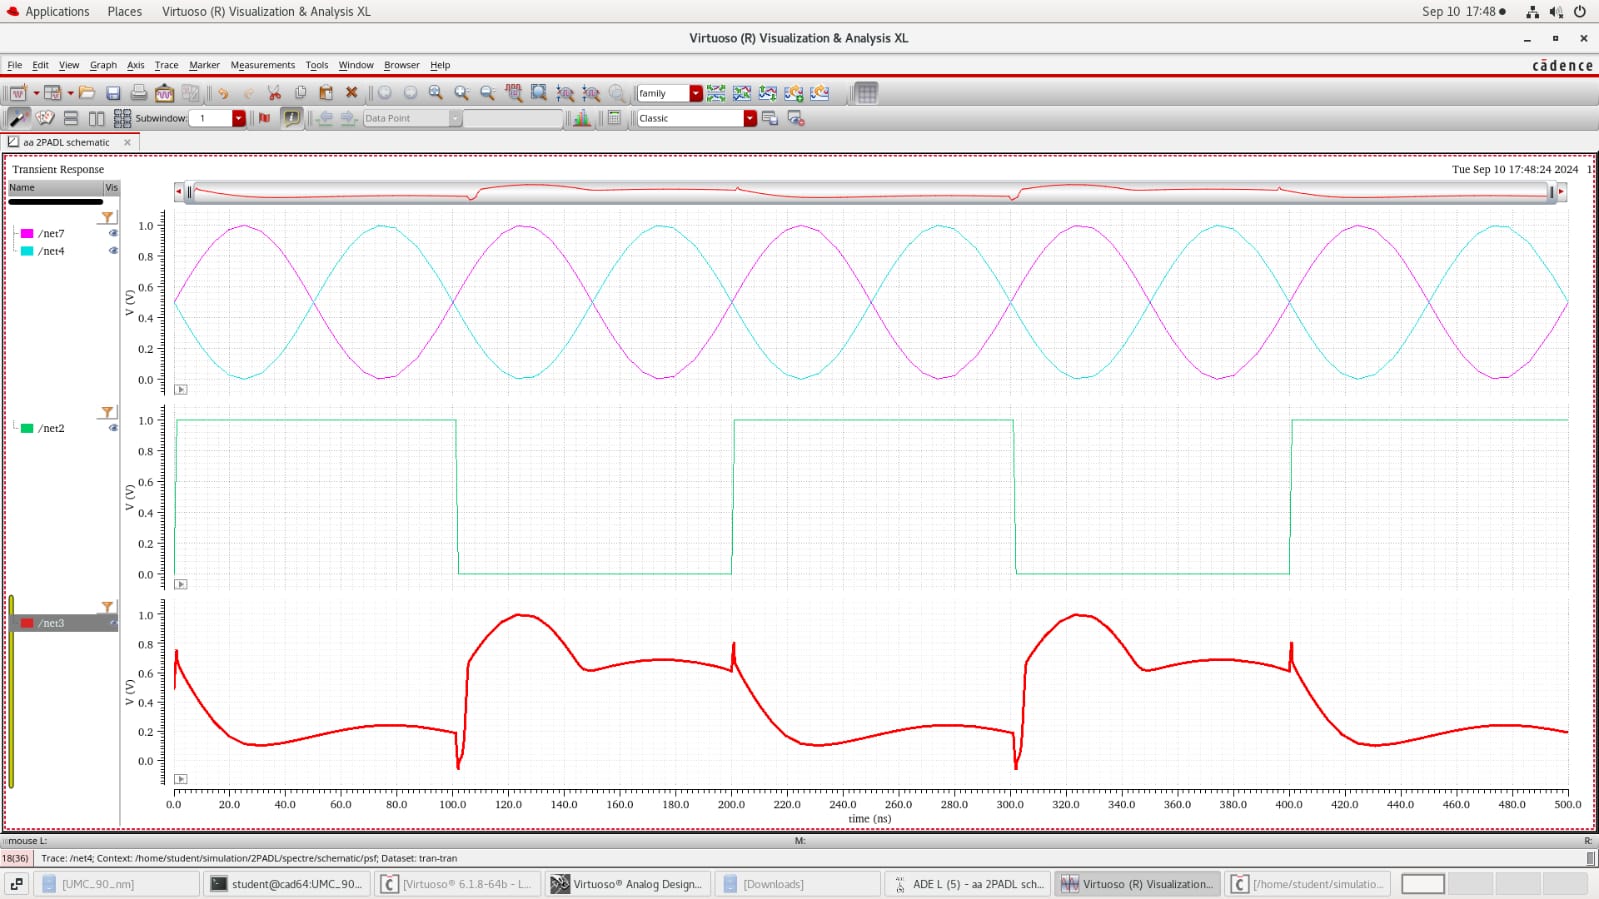 Applications Places Virtuoso (R) Visualization & Analysis XL Sep 10 17:48
Virtuoso (R) Visualization & Analysis XL
File Edit View Graph Axis Trace Marker Measurements Tools Window Browser Help cādence
family
Subwindow: 1 Data Point Classic
aa 2PADL schematic
Transient Response Tue Sep 10 17:48:24 2024 1
Name Vis
/net7
/net4
1.0
0.8
0.6
0.4
0.2
0.0
V (V)
/net2
1.0
0.8
0.6
0.4
0.2
0.0
V (V)
/net3
1.0
0.8
0.6
0.4
0.2
0.0
V (V)
0.0 20.0 40.0 60.0 80.0 100.0 120.0 140.0 160.0 180.0 200.0 220.0 240.0 260.0 280.0 300.0 320.0 340.0 360.0 380.0 400.0 420.0 440.0 460.0 480.0 500.0
time (ns)
mouse L: M: R:
18(36) Trace: /net4; Context: /home/student/simulation/2PADL/spectre/schematic/psf; Dataset: tran-tran
[UMC_90_nm] student@cad64:UMC_90... [Virtuoso® 6.1.8-64b - L... Virtuoso® Analog Design... [Downloads] ADE L (5) - aa 2PADL sch... Virtuoso (R) Visualization... [/home/student/simulatio...